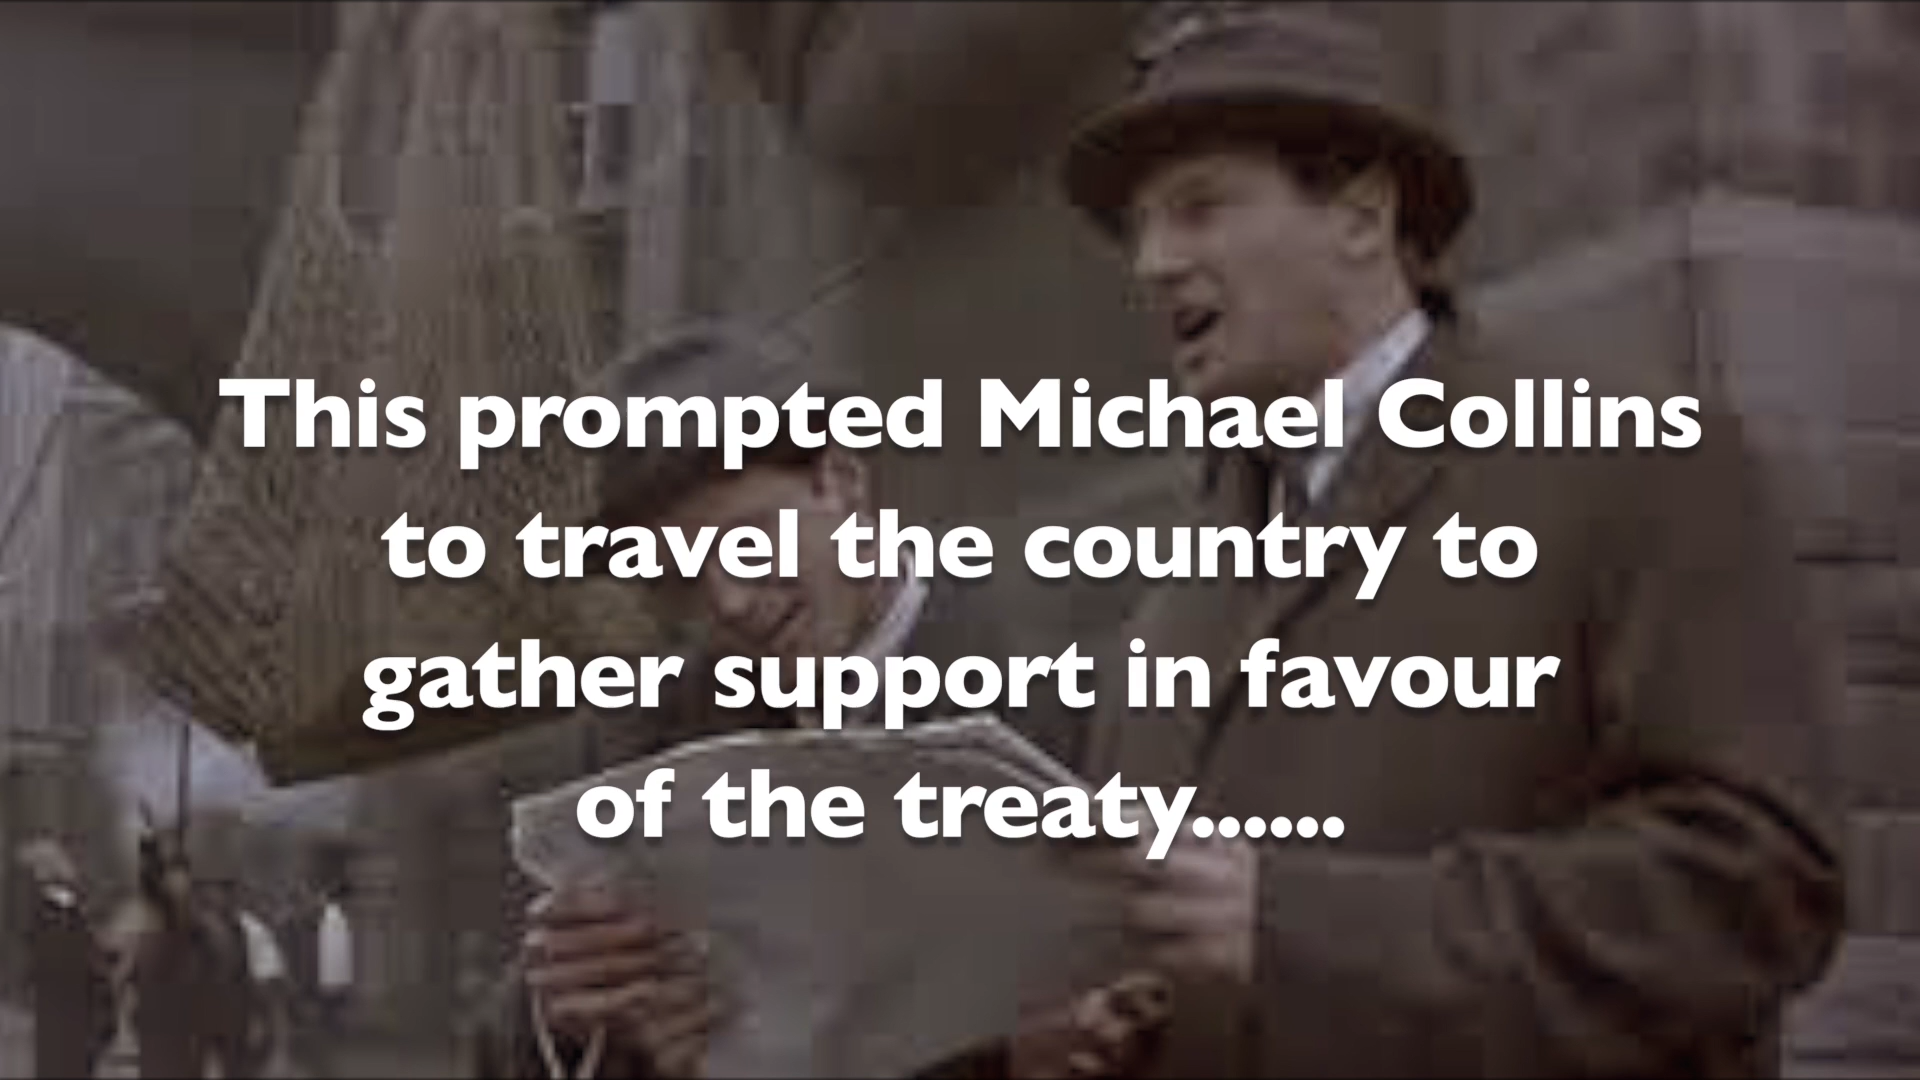 This prompted Michael Collins
to travel the country to
gather support in favour
of the treaty......